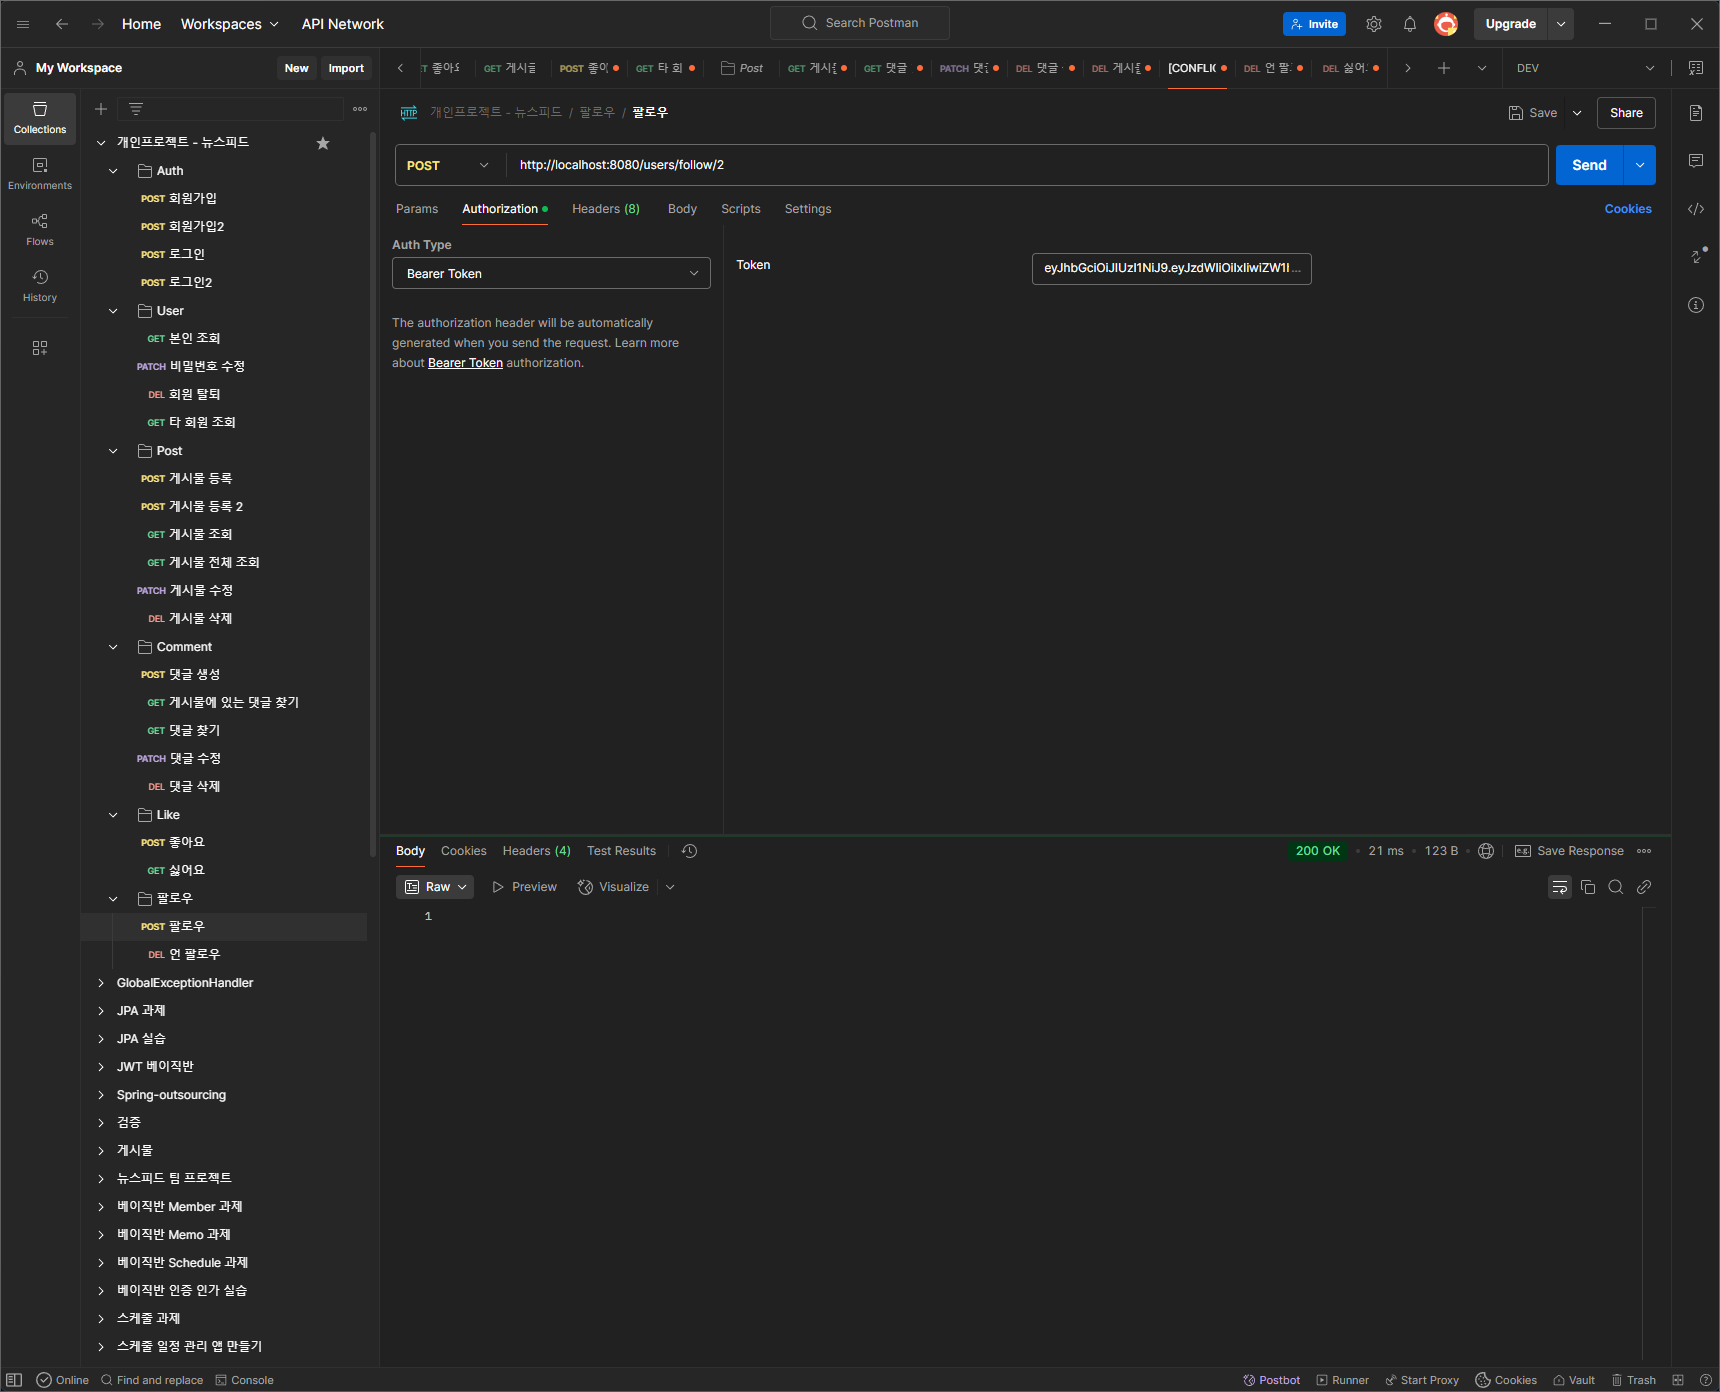 Home Workspaces API Network Search Postman Invite Upgrade
My Workspace New Import 좋아요 GET 게시글 POST 좋아 GET 타 회 Post GET 게시물 GET 댓글 PATCH 댓글 DEL 댓글 DEL 게시물 [CONFLIC DEL 언 팔 DEL 싫어요 DEV
Collections
Environments
Flows
History
개인프로젝트 - 뉴스피드
Auth
POST 회원가입
POST 회원가입2
POST 로그인
POST 로그인2
User
GET 본인 조회
PATCH 비밀번호 수정
DEL 회원 탈퇴
GET 타 회원 조회
Post
POST 게시물 등록
POST 게시물 등록 2
GET 게시물 조회
GET 게시물 전체 조회
PATCH 게시물 수정
DEL 게시물 삭제
Comment
POST 댓글 생성
GET 게시물에 있는 댓글 찾기
GET 댓글 찾기
PATCH 댓글 수정
DEL 댓글 삭제
Like
POST 좋아요
GET 싫어요
팔로우
POST 팔로우
DEL 언 팔로우
GlobalExceptionHandler
JPA 과제
JPA 실습
JWT 베이직반
Spring-outsourcing
검증
게시물
뉴스피드 팀 프로젝트
베이직반 Member 과제
베이직반 Memo 과제
베이직반 Schedule 과제
베이직반 인증 인가 실습
스케줄 과제
스케줄 일정 관리 앱 만들기
HTTP 개인프로젝트 - 뉴스피드 / 팔로우 / 팔로우 Save Share
POST http://localhost:8080/users/follow/2 Send
Params Authorization Headers (8) Body Scripts Settings Cookies
Auth Type
Bearer Token
The authorization header will be automatically
generated when you send the request. Learn more
about Bearer Token authorization.
Token eyJhbGciOiJIUzI1NiJ9.eyJzdWIiOiIxIiwiZW1l ...
Body Cookies Headers (4) Test Results 200 OK 21 ms 123 B Save Response
Raw Preview Visualize
1
Online Find and replace Console Postbot Runner Start Proxy Cookies Vault Trash